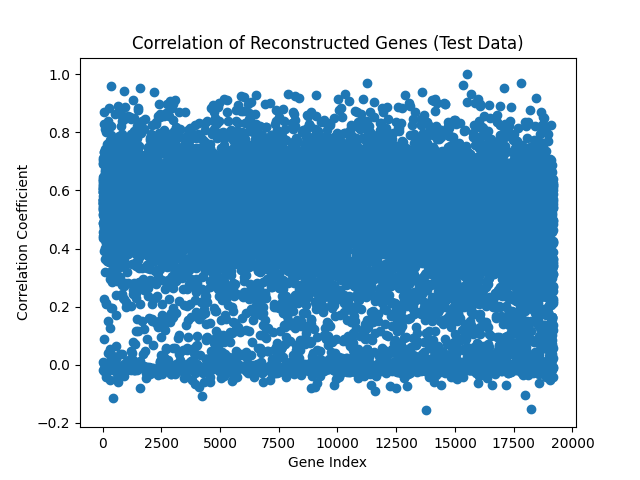 Correlation of Reconstructed Genes (Test Data)
1.0
0.8
0.6
0.4
0.2
0.0
−0.2
Correlation Coefficient
0 2500 5000 7500 10000 12500 15000 17500 20000
Gene Index